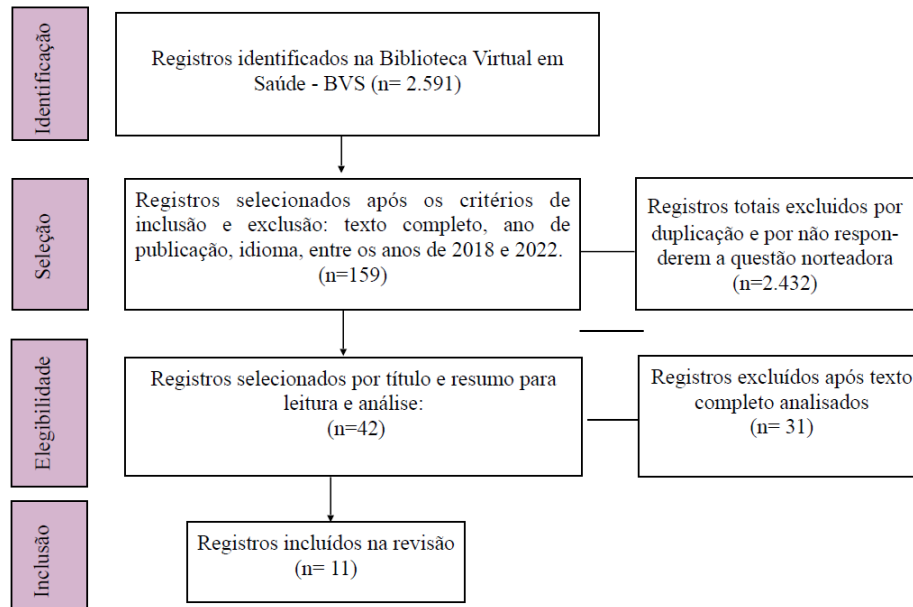 Identificação
Registros identificados na Biblioteca Virtual em
Saúde - BVS (n= 2.591)
Seleção
Registros selecionados após os critérios de
inclusão e exclusão: texto completo, ano de
publicação, idioma, entre os anos de 2018 e 2022.
(n=159)
Registros totais excluidos por
duplicação e por não respon-
derem a questão norteadora
(n=2.432)
Elegibilidade
Registros selecionados por título e resumo para
leitura e análise:
(n=42)
Registros excluídos após texto
completo analisados
(n= 31)
Inclusão
Registros incluídos na revisão
(n= 11)